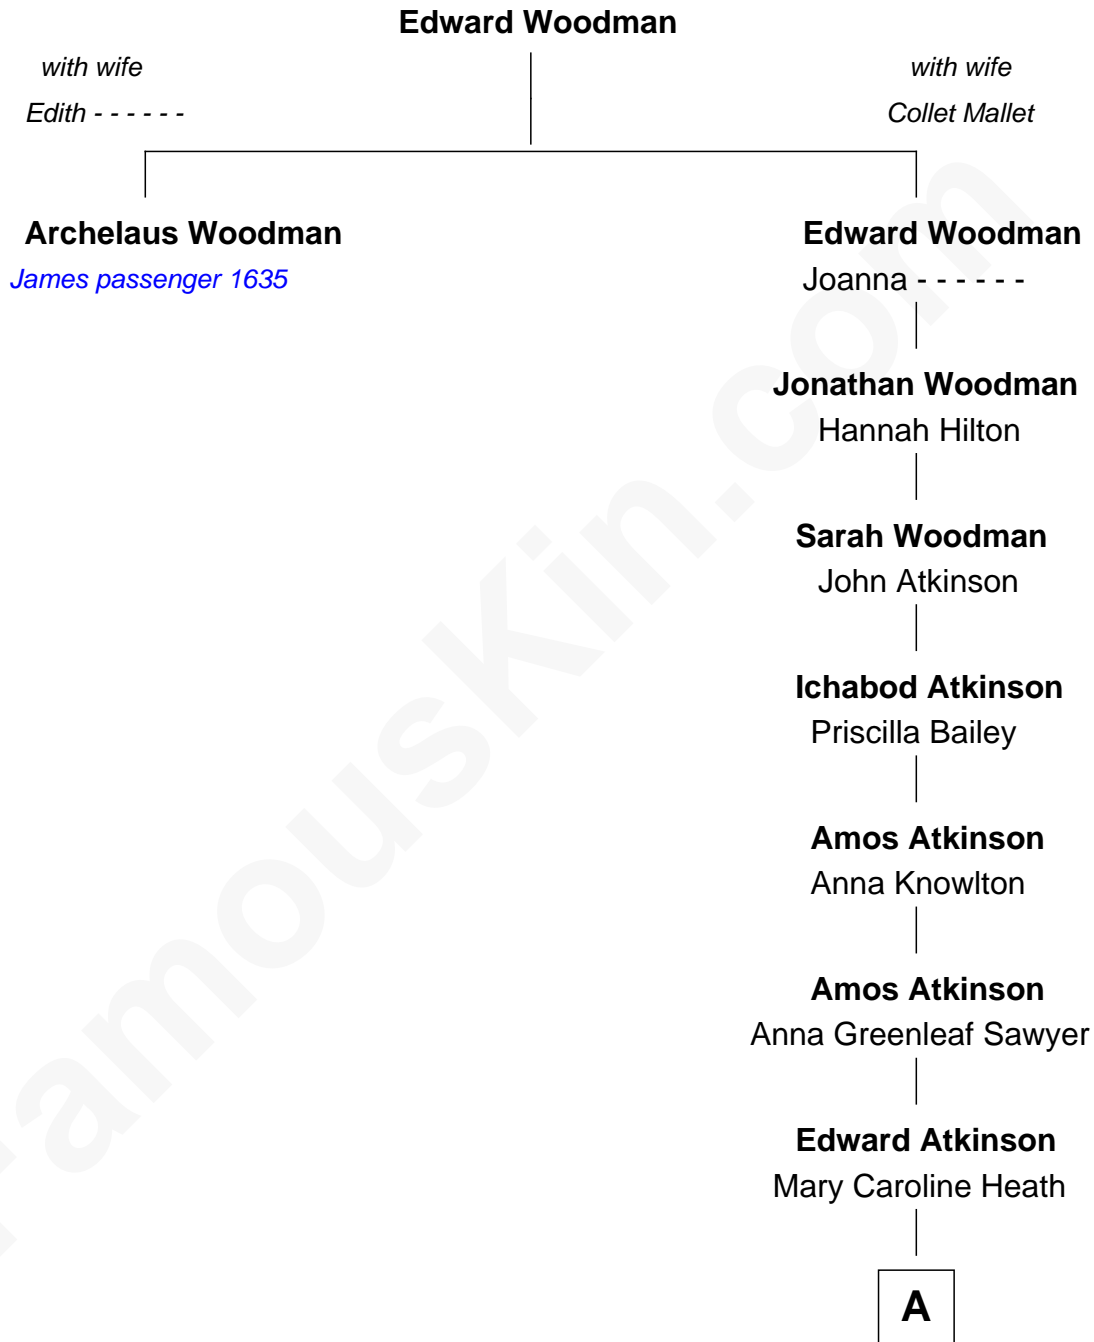 Edward Woodman
with wife
Edith - - - - - -
with wife
Collet Mallet
Archelaus Woodman
James passenger 1635
Edward Woodman
Joanna - - - - - -
Jonathan Woodman
Hannah Hilton
Sarah Woodman
John Atkinson
Ichabod Atkinson
Priscilla Bailey
Amos Atkinson
Anna Knowlton
Amos Atkinson
Anna Greenleaf Sawyer
Edward Atkinson
Mary Caroline Heath
A
FamousKin.com